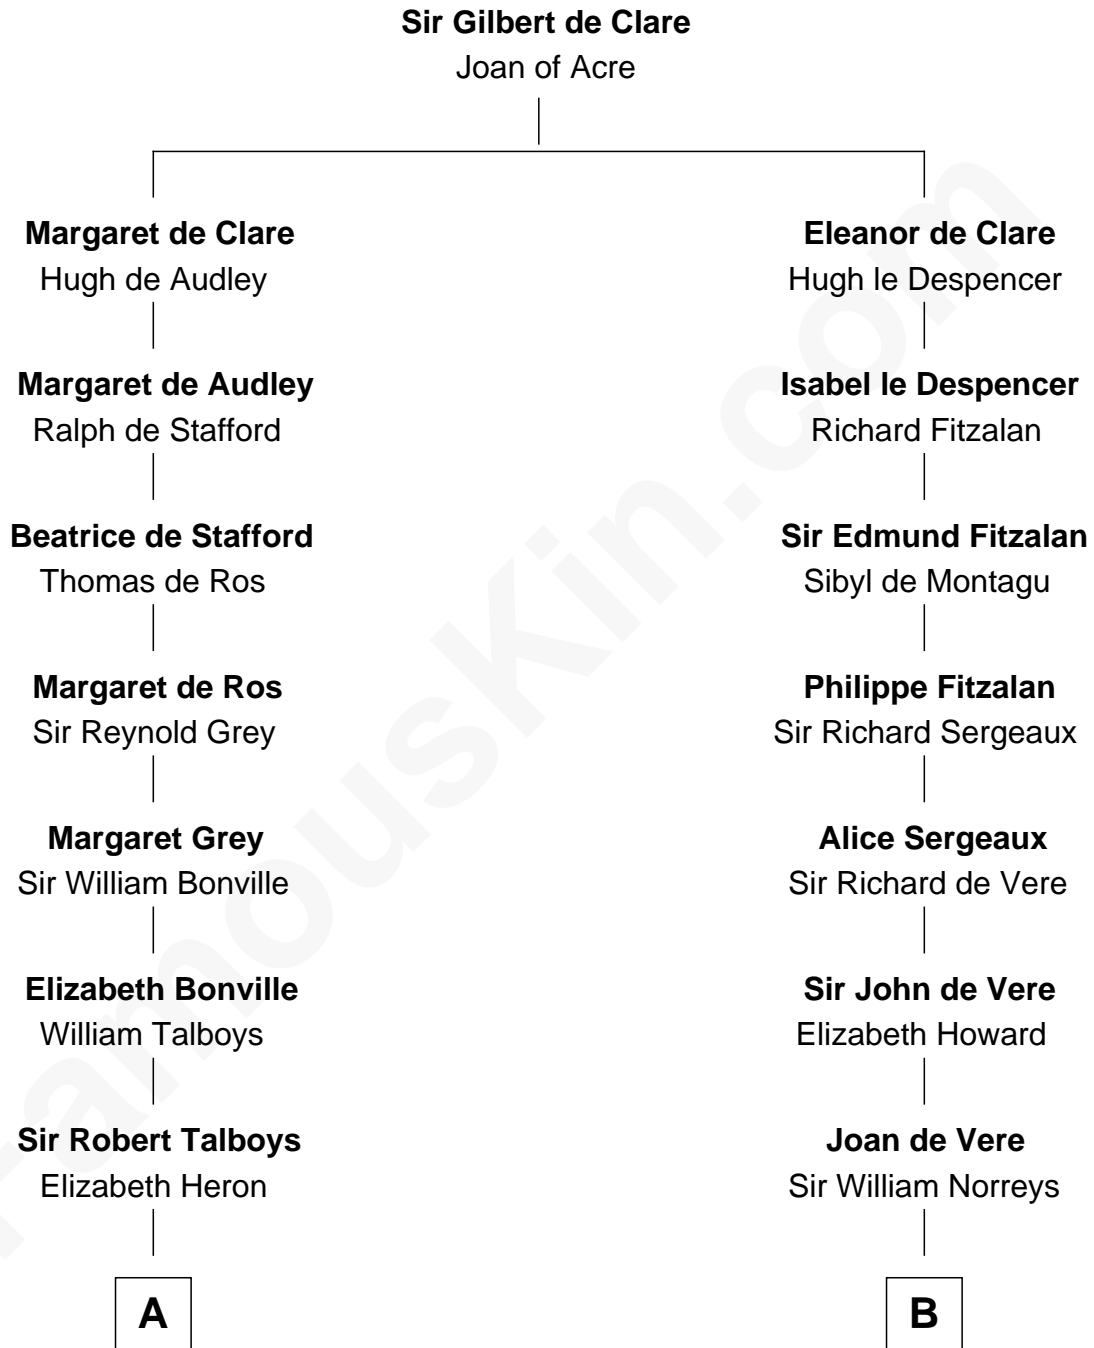 Sir Gilbert de Clare
Joan of Acre
Margaret de Clare
Hugh de Audley
Eleanor de Clare
Hugh le Despencer
Margaret de Audley
Ralph de Stafford
Isabel le Despencer
Richard Fitzalan
Beatrice de Stafford
Thomas de Ros
Sir Edmund Fitzalan
Sibyl de Montagu
Margaret de Ros
Sir Reynold Grey
Philippe Fitzalan
Sir Richard Sergeaux
Margaret Grey
Sir William Bonville
Alice Sergeaux
Sir Richard de Vere
Elizabeth Bonville
William Talboys
Sir John de Vere
Elizabeth Howard
Sir Robert Talboys
Elizabeth Heron
Joan de Vere
Sir William Norreys
A
B
FamousKin.com